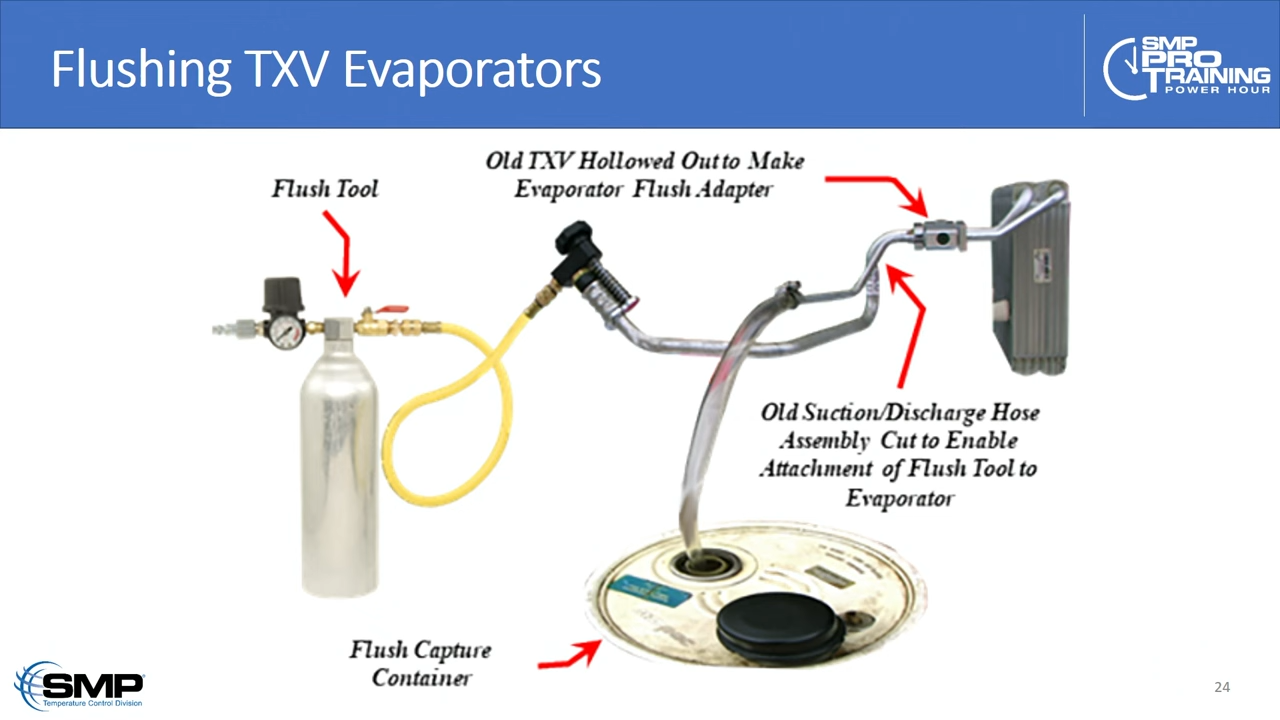 Flushing TXV Evaporators
SMP
PRO
TRAINING
POWER HOUR
Flush Tool
Old TXV Hollowed Out to Make
Evaporator Flush Adapter
Old Suction/Discharge Hose
Assembly Cut to Enable
Attachment of Flush Tool to
Evaporator
Flush Capture
Container
SMP
Temperature Control Division
24